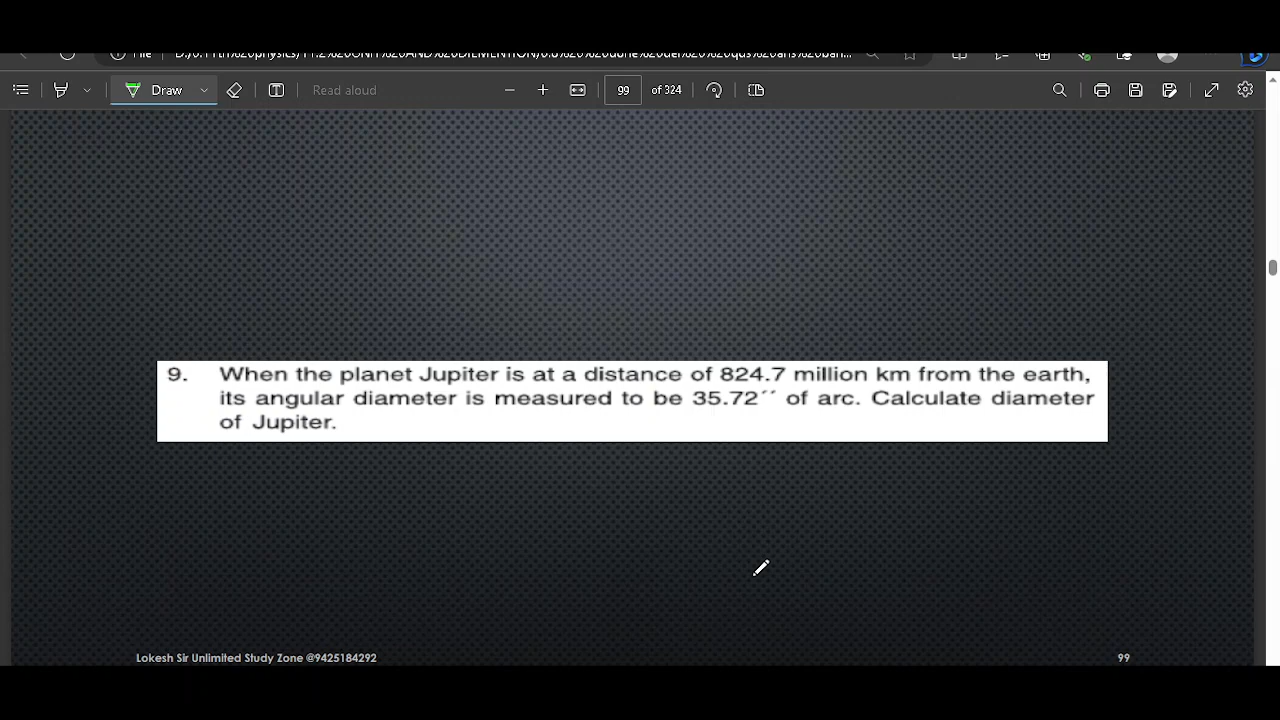 Draw
Read aloud
99
of 324
9. When the planet Jupiter is at a distance of 824.7 million km from the earth,
its angular diameter is measured to be 35.72´´ of arc. Calculate diameter
of Jupiter.
Lokesh Sir Unlimited Study Zone @9425184292
99